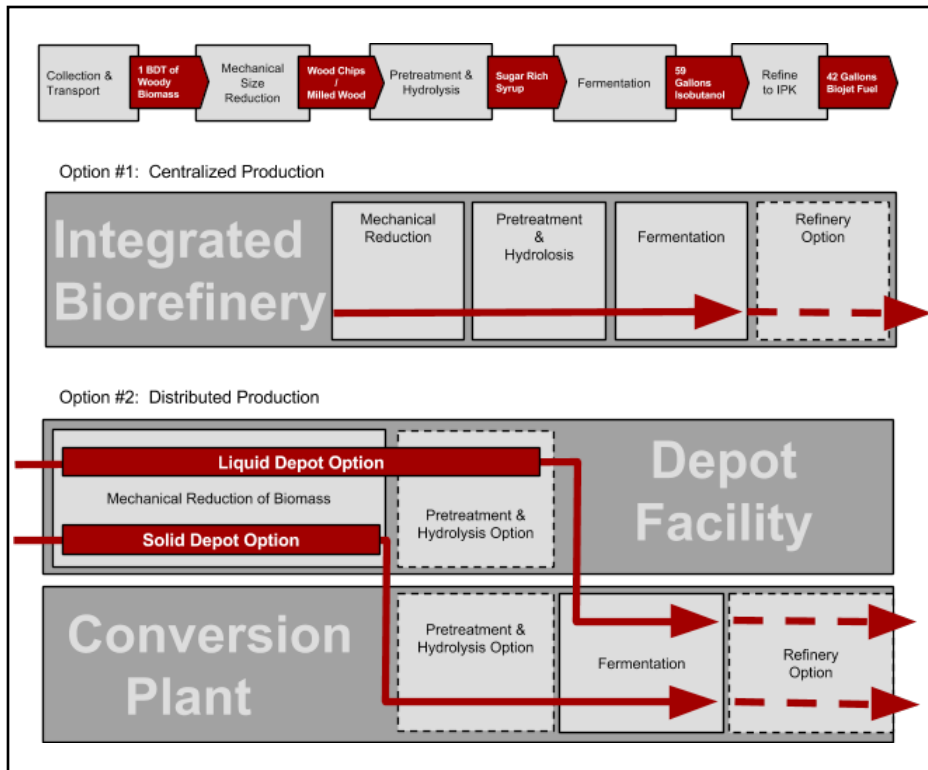 Collection &
Transport
1 BDT of
Woody
Biomass
Mechanical
Size
Reduction
Wood Chips
/
Milled Wood
Pretreatment &
Hydrolysis
Sugar Rich
Syrup
Fermentation
59
Gallons
Isobutanol
Refine
to IPK
42 Gallons
Biojet Fuel
Option #1: Centralized Production
Integrated
Biorefinery
Mechanical
Reduction
Pretreatment
&
Hydrolosis
Fermentation
Refinery
Option
Option #2: Distributed Production
Liquid Depot Option
Mechanical Reduction of Biomass
Solid Depot Option
Pretreatment &
Hydrolysis Option
Depot
Facility
Conversion
Plant
Pretreatment &
Hydrolysis Option
Fermentation
Refinery
Option